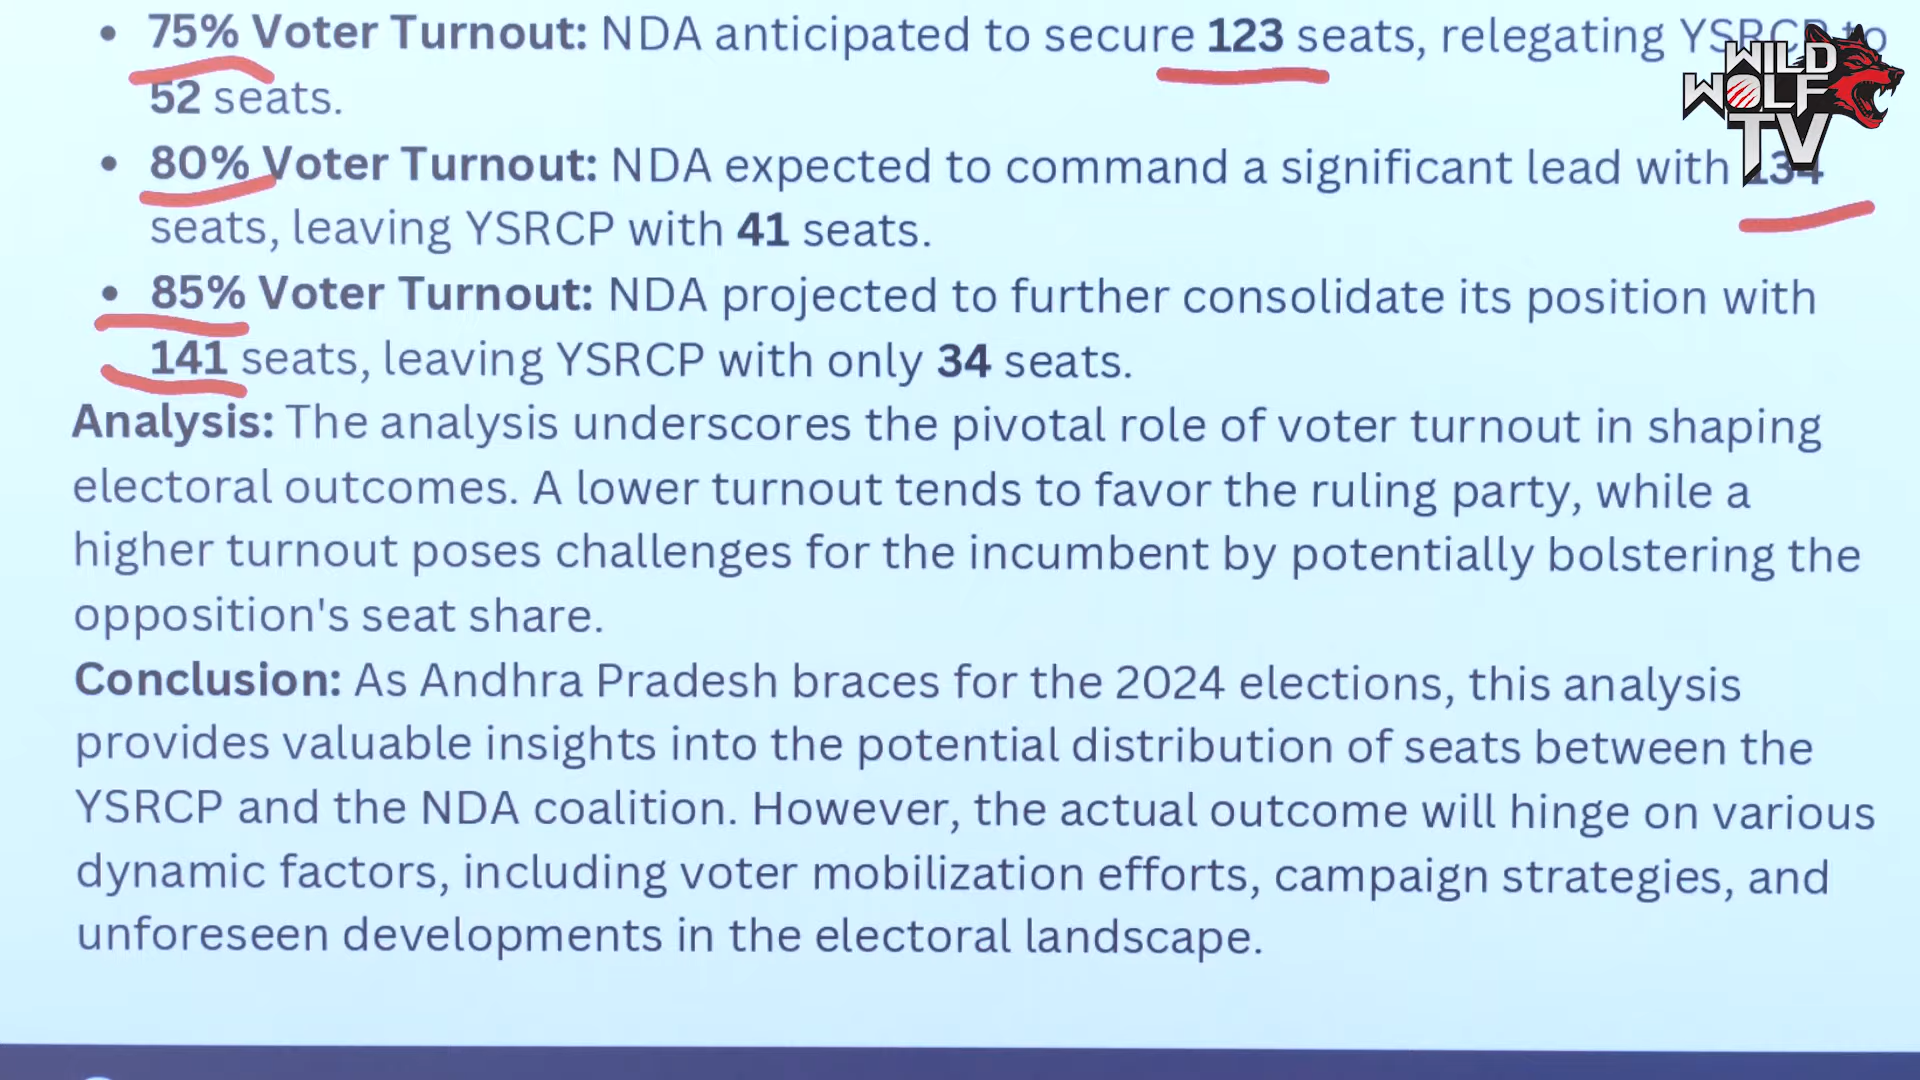 • 75% Voter Turnout: NDA anticipated to secure 123 seats, relegating YSRCP to
52 seats.
• 80% Voter Turnout: NDA expected to command a significant lead with 134
seats, leaving YSRCP with 41 seats.
• 85% Voter Turnout: NDA projected to further consolidate its position with
141 seats, leaving YSRCP with only 34 seats.
Analysis: The analysis underscores the pivotal role of voter turnout in shaping
electoral outcomes. A lower turnout tends to favor the ruling party, while a
higher turnout poses challenges for the incumbent by potentially bolstering the
opposition's seat share.
Conclusion: As Andhra Pradesh braces for the 2024 elections, this analysis
provides valuable insights into the potential distribution of seats between the
YSRCP and the NDA coalition. However, the actual outcome will hinge on various
dynamic factors, including voter mobilization efforts, campaign strategies, and
unforeseen developments in the electoral landscape.
WILD
WOLF
TV